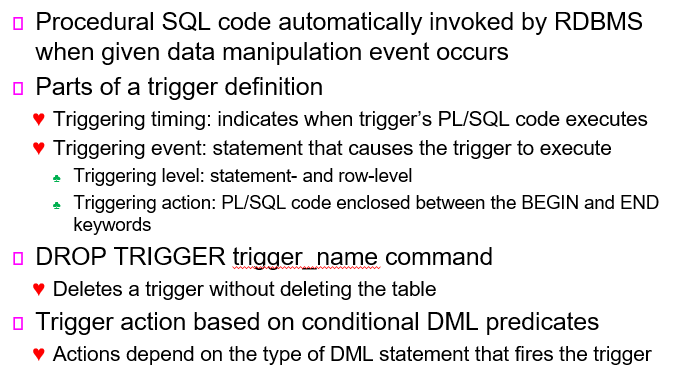 Procedural SQL code automatically invoked by RDBMS
when given data manipulation event occurs
Parts of a trigger definition
Triggering timing: indicates when trigger’s PL/SQL code executes
Triggering event: statement that causes the trigger to execute
Triggering level: statement- and row-level
Triggering action: PL/SQL code enclosed between the BEGIN and END
keywords
DROP TRIGGER trigger_name command
Deletes a trigger without deleting the table
Trigger action based on conditional DML predicates
Actions depend on the type of DML statement that fires the trigger